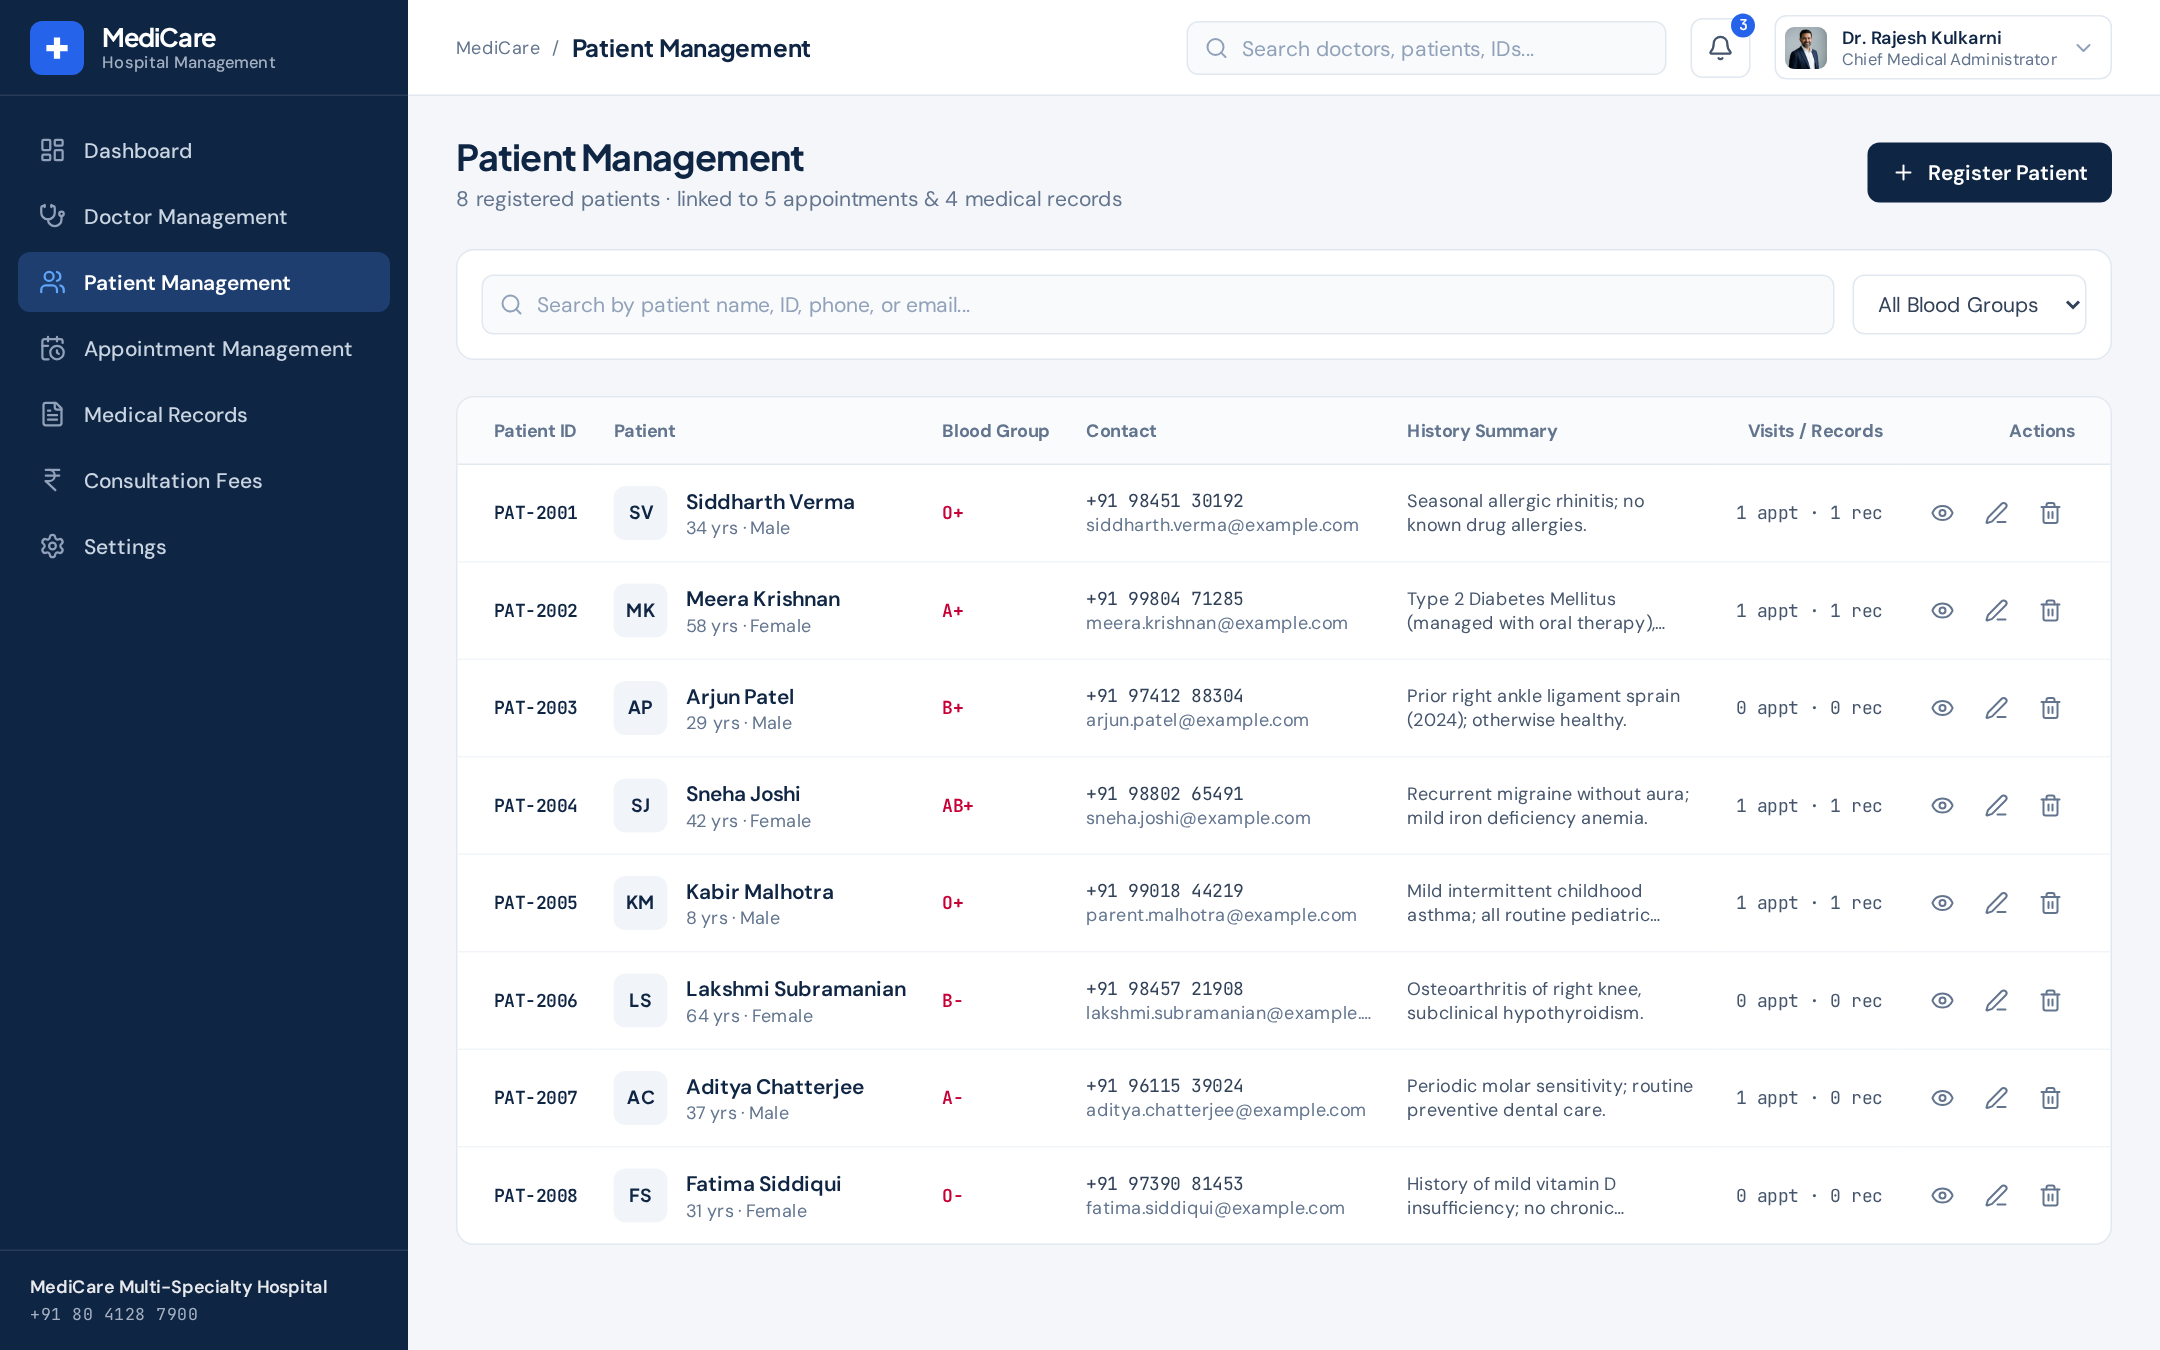 MediCare
Hospital Management
Dashboard
Doctor Management
Patient Management
Appointment Management
Medical Records
Consultation Fees
Settings
MediCare Multi-Specialty Hospital
+91 80 4128 7900
MediCare / Patient Management
Search doctors, patients, IDs...
3
Dr. Rajesh Kulkarni
Chief Medical Administrator
Patient Management
8 registered patients · linked to 5 appointments & 4 medical records
+ Register Patient
Search by patient name, ID, phone, or email...
All Blood Groups
Patient ID Patient Blood Group Contact History Summary Visits / Records Actions
PAT-2001 SV Siddharth Verma O+ +91 98451 30192 Seasonal allergic rhinitis; no 1 appt · 1 rec
34 yrs · Male siddharth.verma@example.com known drug allergies.
PAT-2002 MK Meera Krishnan A+ +91 99804 71285 Type 2 Diabetes Mellitus 1 appt · 1 rec
58 yrs · Female meera.krishnan@example.com (managed with oral therapy),...
PAT-2003 AP Arjun Patel B+ +91 97412 88304 Prior right ankle ligament sprain 0 appt · 0 rec
29 yrs · Male arjun.patel@example.com (2024); otherwise healthy.
PAT-2004 SJ Sneha Joshi AB+ +91 98802 65491 Recurrent migraine without aura; 1 appt · 1 rec
42 yrs · Female sneha.joshi@example.com mild iron deficiency anemia.
PAT-2005 KM Kabir Malhotra O+ +91 99018 44219 Mild intermittent childhood 1 appt · 1 rec
8 yrs · Male parent.malhotra@example.com asthma; all routine pediatric...
PAT-2006 LS Lakshmi Subramanian B- +91 98457 21908 Osteoarthritis of right knee, 0 appt · 0 rec
64 yrs · Female lakshmi.subramanian@example.... subclinical hypothyroidism.
PAT-2007 AC Aditya Chatterjee A- +91 96115 39024 Periodic molar sensitivity; routine 1 appt · 0 rec
37 yrs · Male aditya.chatterjee@example.com preventive dental care.
PAT-2008 FS Fatima Siddiqui O- +91 97390 81453 History of mild vitamin D 0 appt · 0 rec
31 yrs · Female fatima.siddiqui@example.com insufficiency; no chronic...